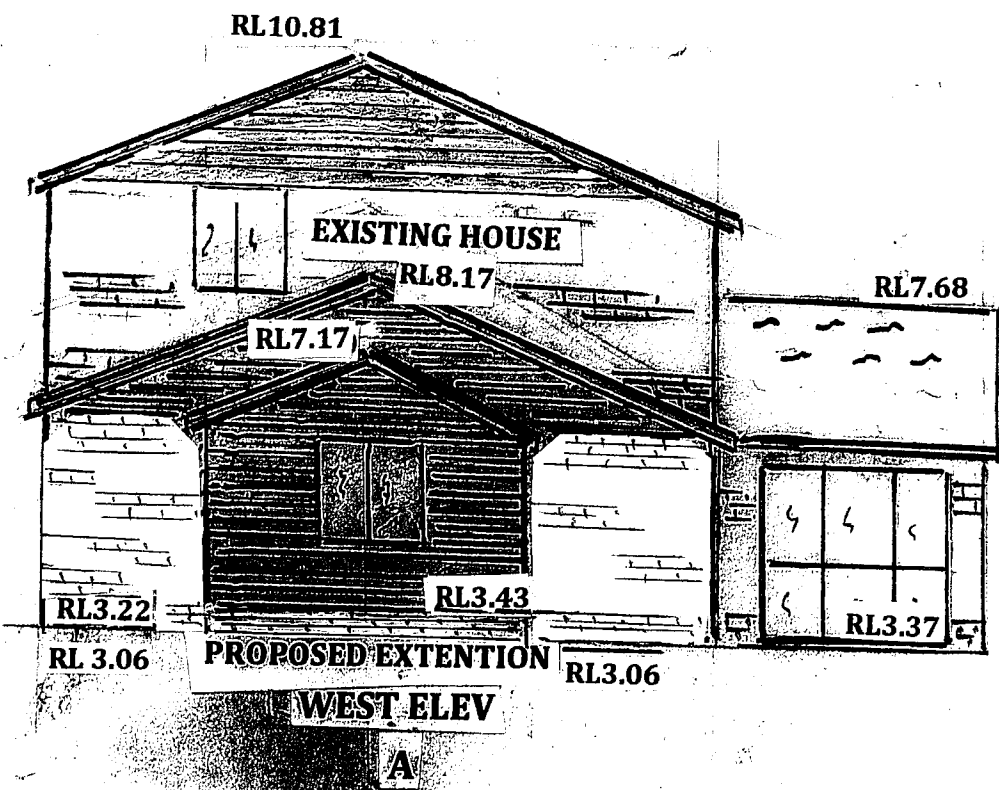 RL10.81
EXISTING HOUSE
RL8.17
RL7.68
RL7.17
RL3.43
RL3.22
RL3.37
RL 3.06
PROPOSED EXTENTION
RL3.06
WEST ELEV
A